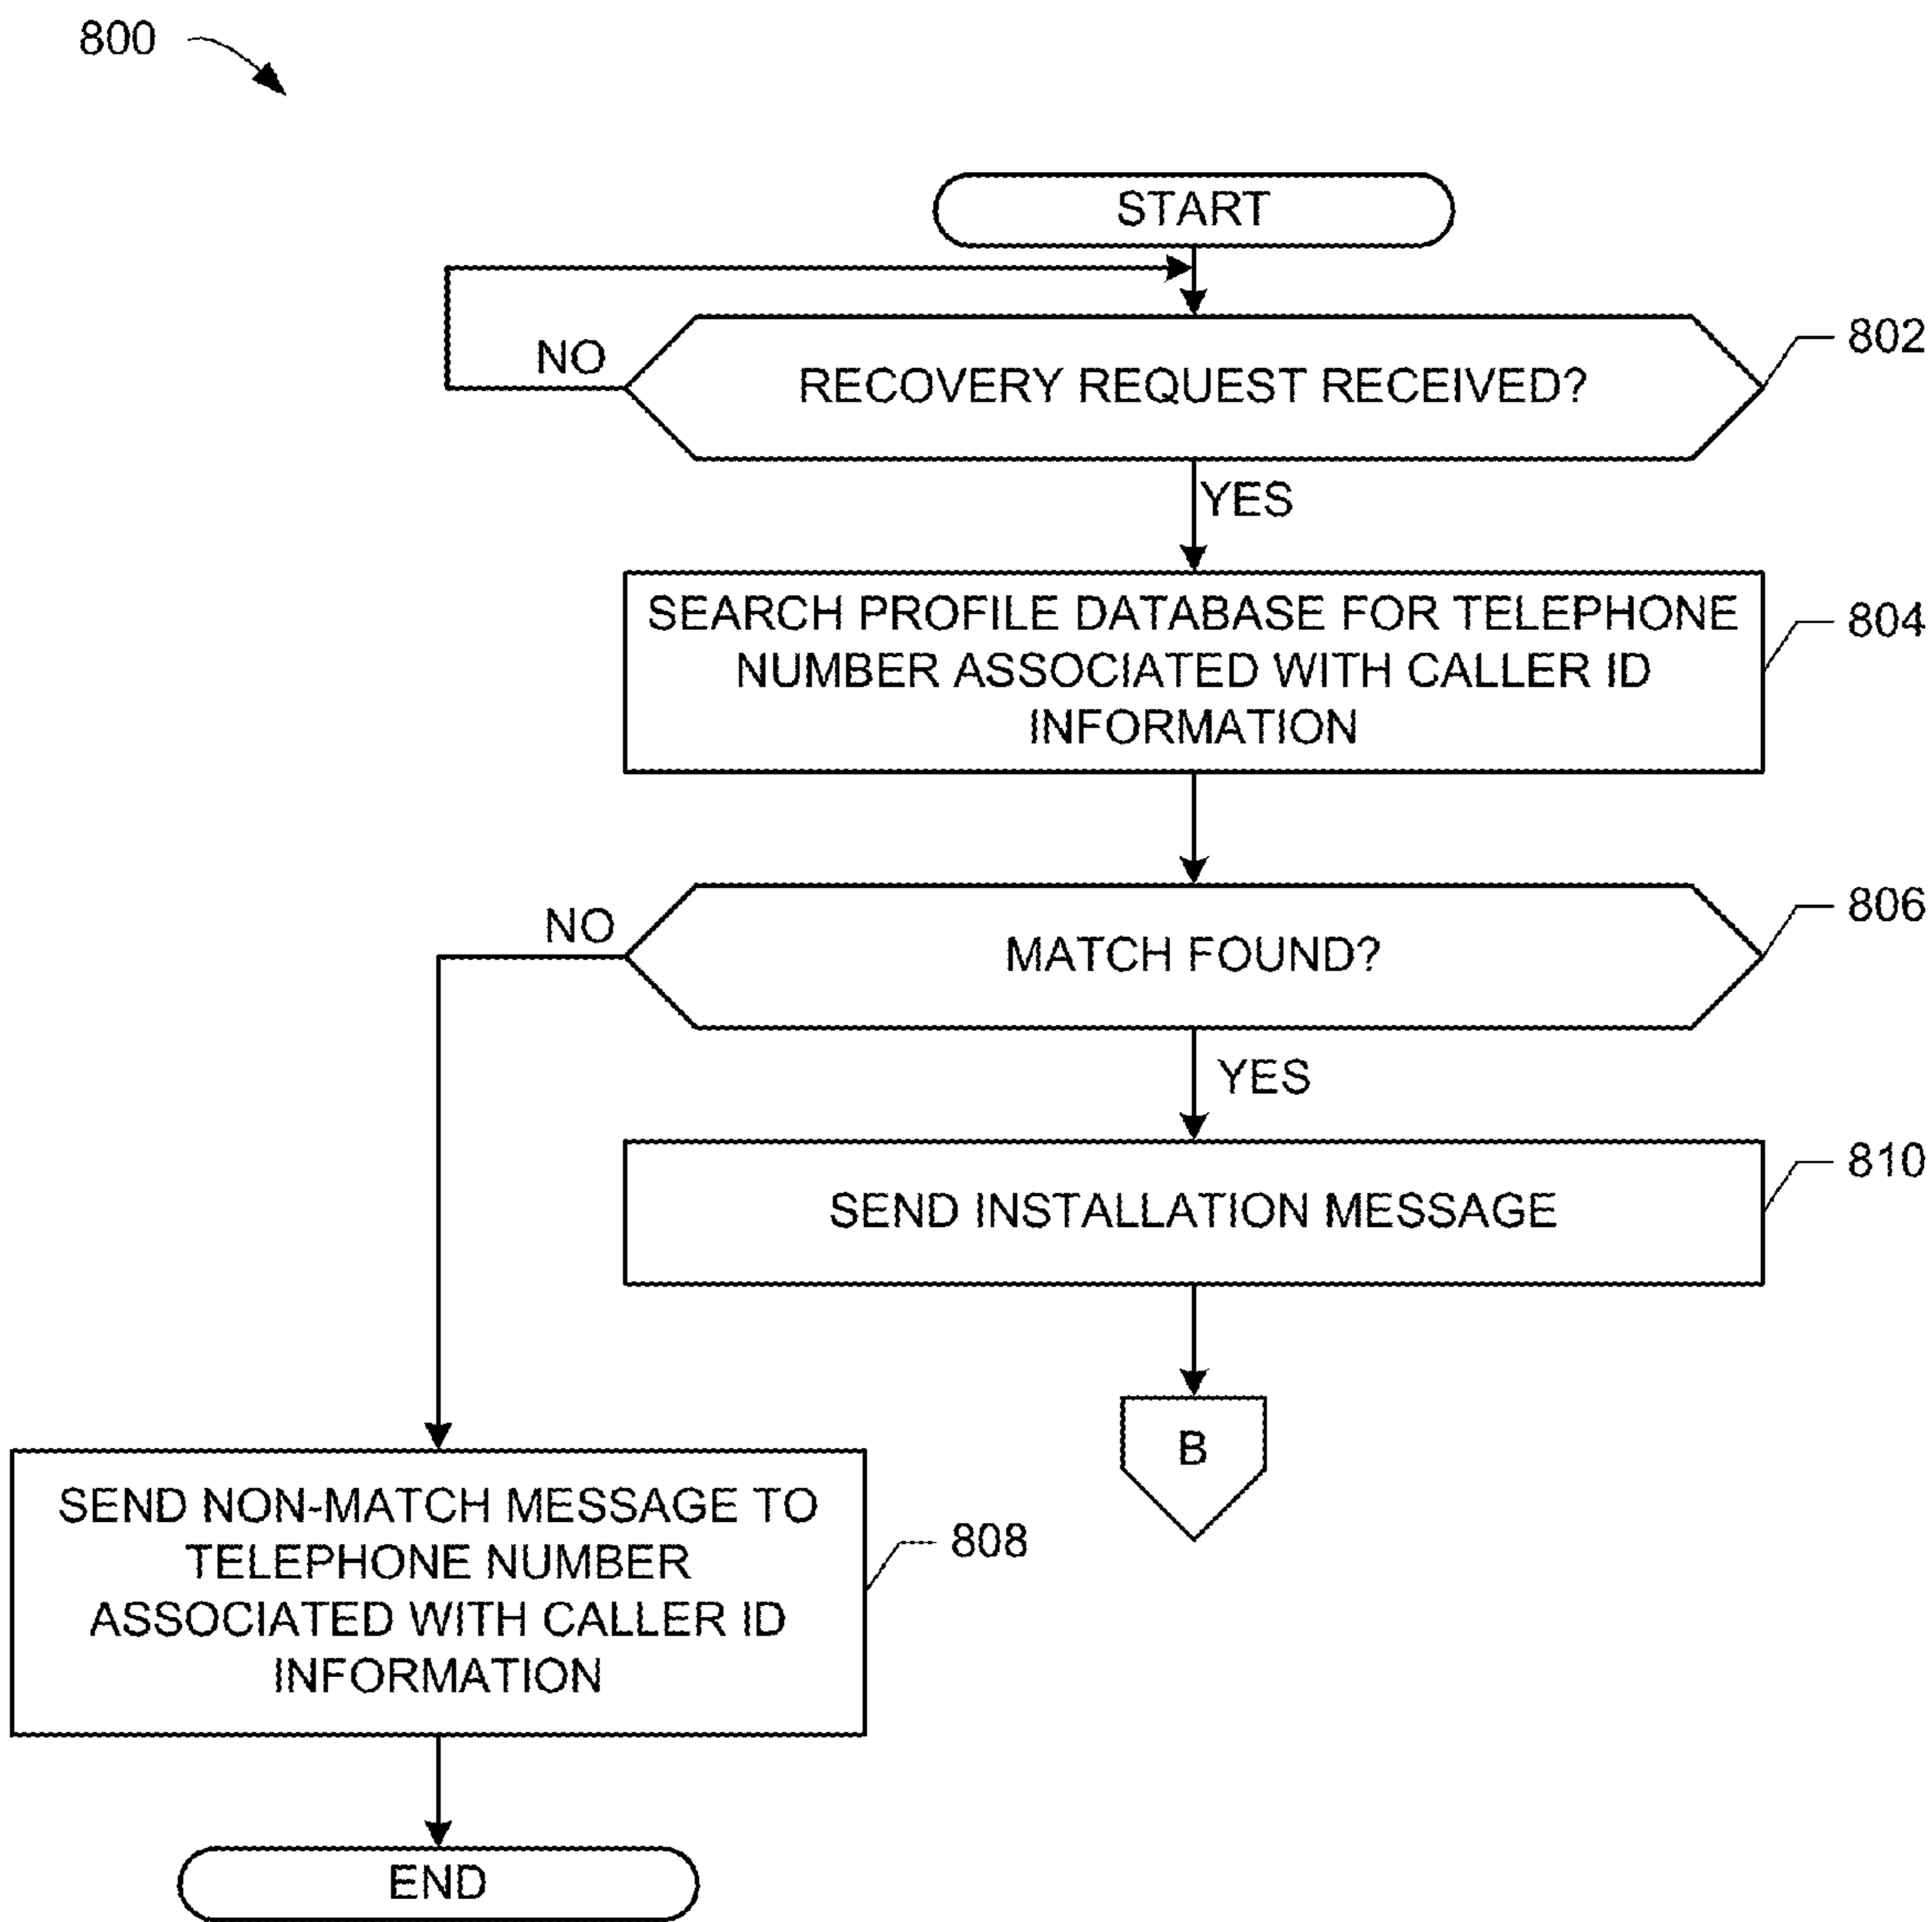 800
START
NO
RECOVERY REQUEST RECEIVED?
802
YES
SEARCH PROFILE DATABASE FOR TELEPHONE
NUMBER ASSOCIATED WITH CALLER ID
INFORMATION
804
NO
MATCH FOUND?
806
YES
SEND INSTALLATION MESSAGE
810
B
SEND NON-MATCH MESSAGE TO
TELEPHONE NUMBER
ASSOCIATED WITH CALLER ID
INFORMATION
808
END